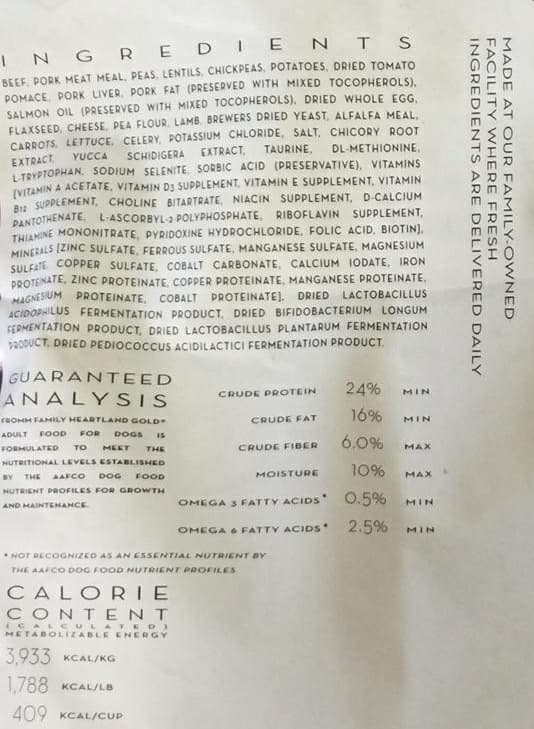 INGREDIENTS
BEEF, PORK MEAT MEAL, PEAS, LENTILS, CHICKPEAS, POTATOES, DRIED TOMATO
POMACE, PORK LIVER, PORK FAT (PRESERVED WITH MIXED TOCOPHEROLS),
SALMON OIL (PRESERVED WITH MIXED TOCOPHEROLS), DRIED WHOLE EGG,
FLAXSEED, CHEESE, PEA FLOUR, LAMB, BREWERS DRIED YEAST, ALFALFA MEAL,
CARROTS, LETTUCE, CELERY, POTASSIUM CHLORIDE, SALT, CHICORY ROOT
EXTRACT, YUCCA SCHIDIGERA EXTRACT, TAURINE, DL-METHIONINE,
L-TRYPTOPHAN, SODIUM SELENITE, SORBIC ACID (PRESERVATIVE), VITAMINS
[VITAMIN A ACETATE, VITAMIN D3 SUPPLEMENT, VITAMIN E SUPPLEMENT, VITAMIN
B12 SUPPLEMENT, CHOLINE BITARTRATE, NIACIN SUPPLEMENT, D-CALCIUM
PANTOTHENATE, L-ASCORBYL-2 POLYPHOSPHATE, RIBOFLAVIN SUPPLEMENT,
THIAMINE MONONITRATE, PYRIDOXINE HYDROCHLORIDE, FOLIC ACID, BIOTIN],
MINERALS [ZINC SULFATE, FERROUS SULFATE, MANGANESE SULFATE, MAGNESIUM
SULFATE, COPPER SULFATE, COBALT CARBONATE, CALCIUM IODATE, IRON
PROTEINATE, ZINC PROTEINATE, COPPER PROTEINATE, MANGANESE PROTEINATE,
MAGNESIUM PROTEINATE, COBALT PROTEINATE], DRIED LACTOBACILLUS
ACIDOPHILUS FERMENTATION PRODUCT, DRIED BIFIDOBACTERIUM LONGUM
FERMENTATION PRODUCT, DRIED LACTOBACILLUS PLANTARUM FERMENTATION
PRODUCT, DRIED PEDIOCOCCUS ACIDILACTICI FERMENTATION PRODUCT.
MADE AT OUR FAMILY-OWNED
FACILITY WHERE FRESH
INGREDIENTS ARE DELIVERED DAILY
GUARANTEED
ANALYSIS
FROMM FAMILY HEARTLAND GOLD®
ADULT FOOD FOR DOGS IS
FORMULATED TO MEET THE
NUTRITIONAL LEVELS ESTABLISHED
BY THE AAFCO DOG FOOD
NUTRIENT PROFILES FOR GROWTH
AND MAINTENANCE.
CRUDE PROTEIN 24% MIN
CRUDE FAT 16% MIN
CRUDE FIBER 6.0% MAX
MOISTURE 10% MAX
OMEGA 3 FATTY ACIDS* 0.5% MIN
OMEGA 6 FATTY ACIDS* 2.5% MIN
* NOT RECOGNIZED AS AN ESSENTIAL NUTRIENT BY
THE AAFCO DOG FOOD NUTRIENT PROFILES
CALORIE
CONTENT
[CALCULATED]
METABOLIZABLE ENERGY
3,933 KCAL/KG
1,788 KCAL/LB
409 KCAL/CUP